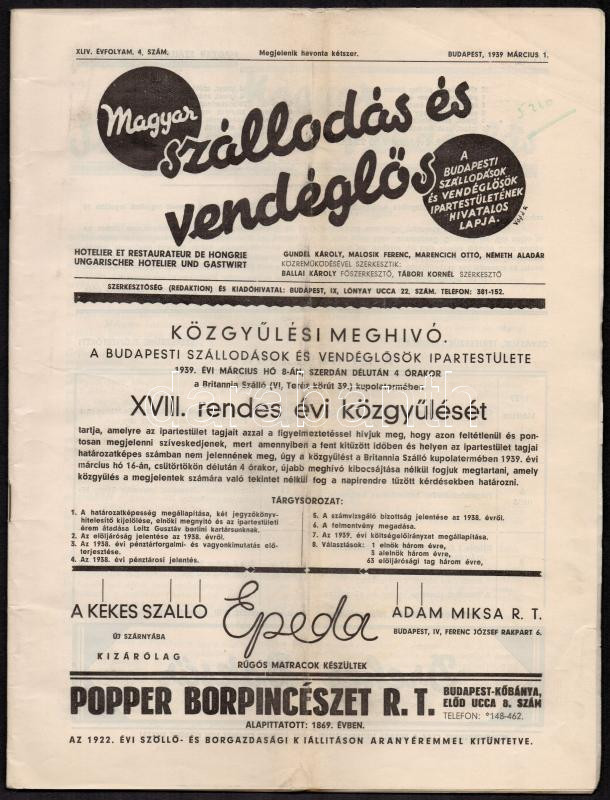 XLIV. ÉVFOLYAM. 4. SZÁM.
Megjelenik havonta kétszer.
BUDAPEST, 1939 MÁRCIUS 1.
Magyar
szállodás és
vendéglős
A
BUDAPESTI
SZÁLLODÁSOK
ÉS VENDÉGLŐSÖK
IPARTESTÜLETÉNEK
HIVATALOS
LAPJA.
5210
HOTELIER ET RESTAURATEUR DE HONGRIE
UNGARISCHER HOTELIER UND GASTWIRT
GUNDEL KÁROLY, MALOSIK FERENC, MARENCICH OTTÓ, NÉMETH ALADÁR
KÖZREMŰKÖDÉSÉVEL SZERKESZTIK:
BALLAI KÁROLY FŐSZERKESZTŐ, TÁBORI KORNÉL SZERKESZTŐ
SZERKESZTŐSÉG (REDAKTION) ÉS KIADÓHIVATAL: BUDAPEST, IX, LÓNYAY UCCA 22. SZÁM. TELEFON: 381-152.
KÖZGYŰLÉSI MEGHIVÓ.
A BUDAPESTI SZÁLLODÁSOK ÉS VENDÉGLŐSÖK IPARTESTÜLETE
1939. ÉVI MÁRCIUS HÓ 8-ÁN, SZERDÁN DÉLUTÁN 4 ÓRAKOR
a Britannia Szálló (VI, Teréz körút 39.) kupolatermében
XVIII. rendes évi közgyűlését
tartja, amelyre az ipartestület tagjait azzal a figyelmeztetéssel hivjuk meg, hogy azon feltétlenül és pon-
tosan megjelenni szíveskedjenek, mert amennyiben a fent kitűzött időben és helyen az ipartestület tagjai
határozatképes számban nem jelennének meg, úgy a közgyűlést a Britannia Szálló kupolatermében 1939. évi
március hó 16-án, csütörtökön délután 4 órakor, újabb meghívó kibocsájtása nélkül fogjuk megtartani, amely
közgyűlés a megjelentek számára való tekintet nélkül fog a napirendre tűzött kérdésekben határozni.
TÁRGYSOROZAT:
1. A határozatképesség megállapítása, két jegyzőkönyv-
hitelesítő kijelölése, elnöki megnyitó és az ipartestületi
érem átadása Leitz Gusztáv berlini kartársunknak.
2. Az előljáróság jelentése az 1938. évről.
3. Az 1938. évi pénztárforgalmi- és vagyonkimutatás elő-
terjesztése.
4. Az 1938. évi pénztárosi jelentés.
5. A számvizsgáló bizottság jelentése az 1938. évről.
6. A felmentvény megadása.
7. Az 1939. évi költségelőirányzat megállapítása.
8. Választások: 1 elnök három évre,
3 alelnök három évre,
63 előljárósági tag három évre,
A KÉKES SZÁLLÓ
ÚJ SZÁRNYÁBA
KIZÁRÓLAG
Epeda
RÚGÓS MATRACOK KÉSZÜLTEK
ÁDÁM MIKSA R. T.
BUDAPEST, IV, FERENC JÓZSEF RAKPART 6.
POPPER BORPINCÉSZET R. T.
ALAPITTATOTT: 1869. ÉVBEN.
BUDAPEST-KŐBÁNYA,
ELŐD UCCA 8. SZÁM
TELEFON: *148-462.
AZ 1922. ÉVI SZŐLLŐ- ÉS BORGAZDASÁGI KIÁLLITÁSON ARANYÉREMMEL KITÜNTETVE.
darabanth